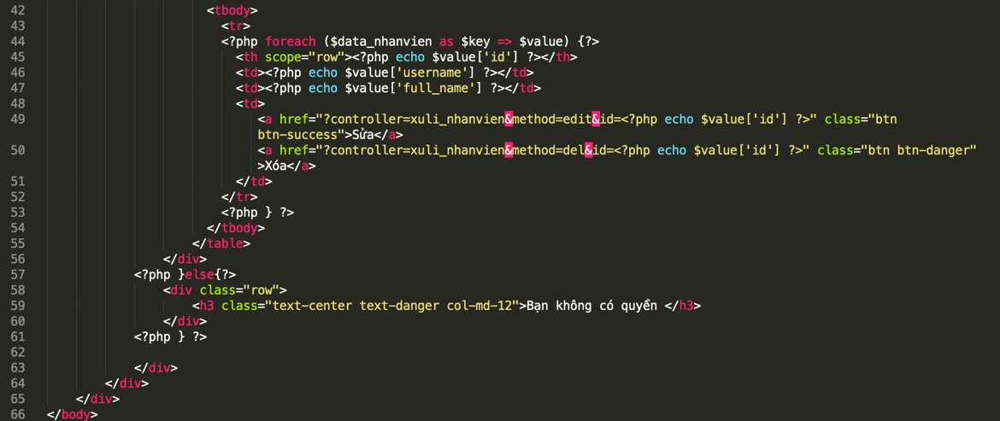 42 <tbody>
43 <tr>
44 <?php foreach ($data_nhanvien as $key => $value) {?>
45 <th scope="row"><?php echo $value['id'] ?></th>
46 <td><?php echo $value['username'] ?></td>
47 <td><?php echo $value['full_name'] ?></td>
48 <td>
49 <a href="?controller=xuli_nhanvien&method=edit&id=<?php echo $value['id'] ?>" class="btn
btn-success">Sửa</a>
50 <a href="?controller=xuli_nhanvien&method=del&id=<?php echo $value['id'] ?>" class="btn btn-danger"
>Xóa</a>
51 </td>
52 </tr>
53 <?php } ?>
54 </tbody>
55 </table>
56 </div>
57 <?php }else{?>
58 <div class="row">
59 <h3 class="text-center text-danger col-md-12">Bạn không có quyền </h3>
60 </div>
61 <?php } ?>
62
63 </div>
64 </div>
65 </div>
66 </body>